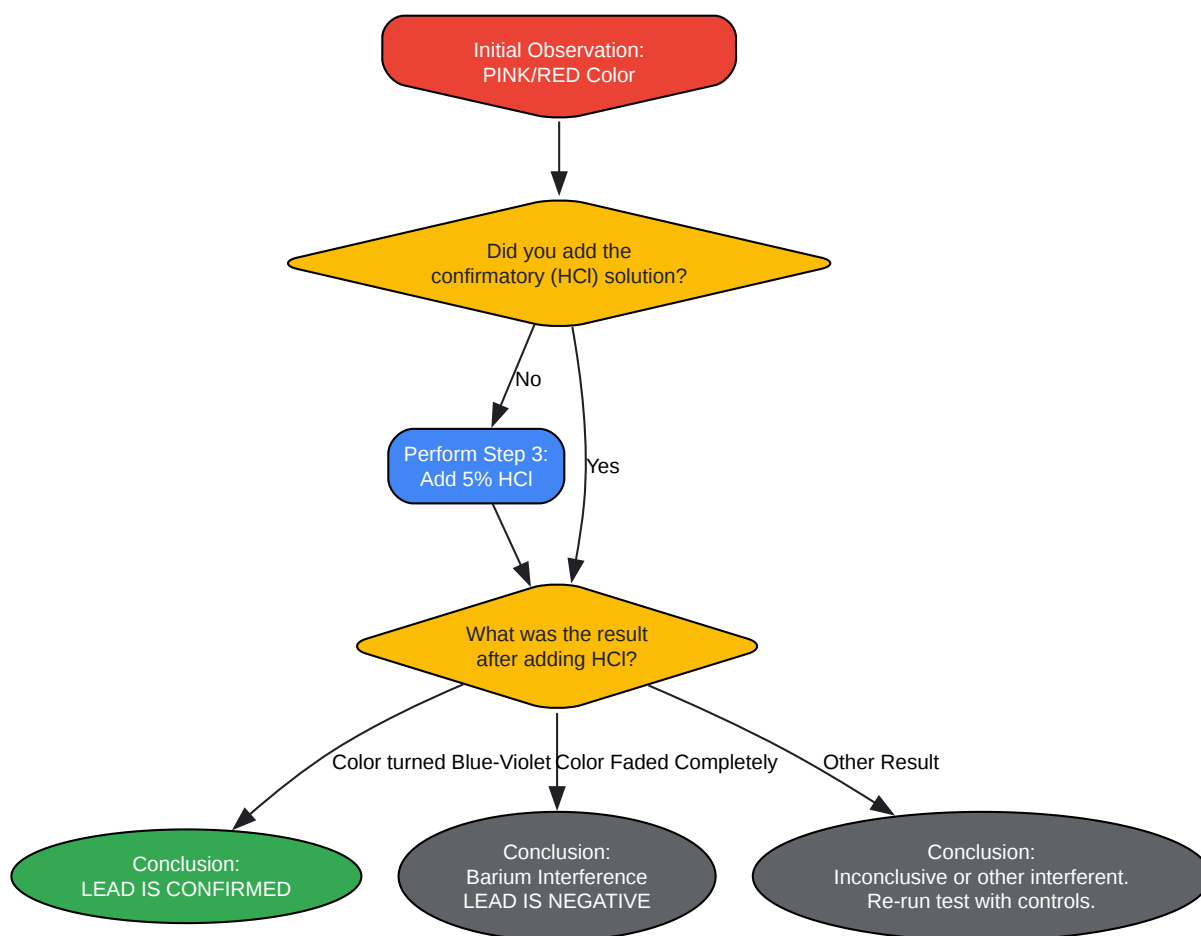 Initial Observation:
PINK/RED Color
Did you add the
confirmatory (HCl) solution?
No
Yes
Perform Step 3:
Add 5% HCl
What was the result
after adding HCl?
Color turned Blue-Violet
Color Faded Completely
Other Result
Conclusion:
LEAD IS CONFIRMED
Conclusion:
Barium Interference
LEAD IS NEGATIVE
Conclusion:
Inconclusive or other interferent.
Re-run test with controls.